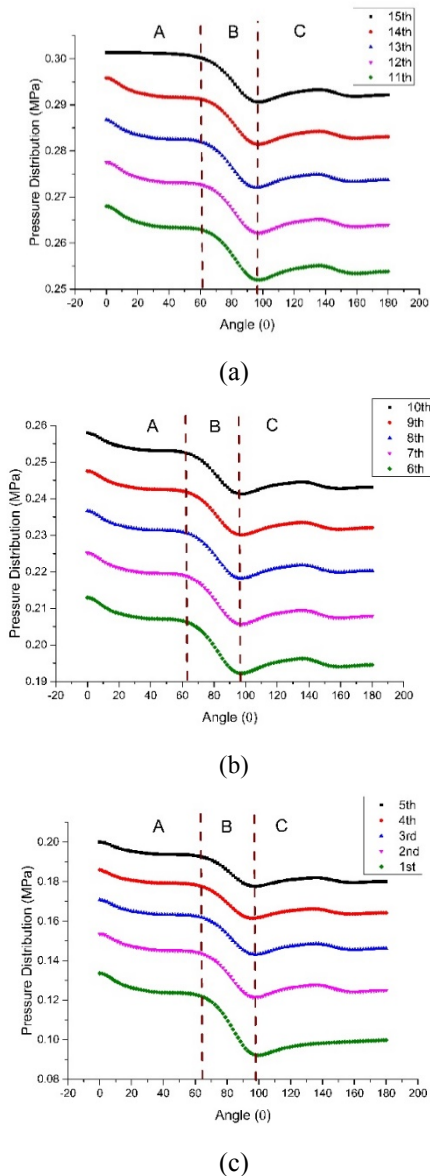 A B C
15th
14th
13th
12th
11th
Pressure Distribution (MPa)
0.30
0.29
0.28
0.27
0.26
0.25
-20 0 20 40 60 80 100 120 140 160 180 200
Angle (θ)
(a)
A B C
10th
9th
8th
7th
6th
Pressure Distribution (MPa)
0.26
0.25
0.24
0.23
0.22
0.21
0.20
0.19
-20 0 20 40 60 80 100 120 140 160 180 200
Angle (θ)
(b)
A B C
5th
4th
3rd
2nd
1st
Pressure Distribution (MPa)
0.20
0.18
0.16
0.14
0.12
0.10
0.08
-20 0 20 40 60 80 100 120 140 160 180 200
Angle (θ)
(c)